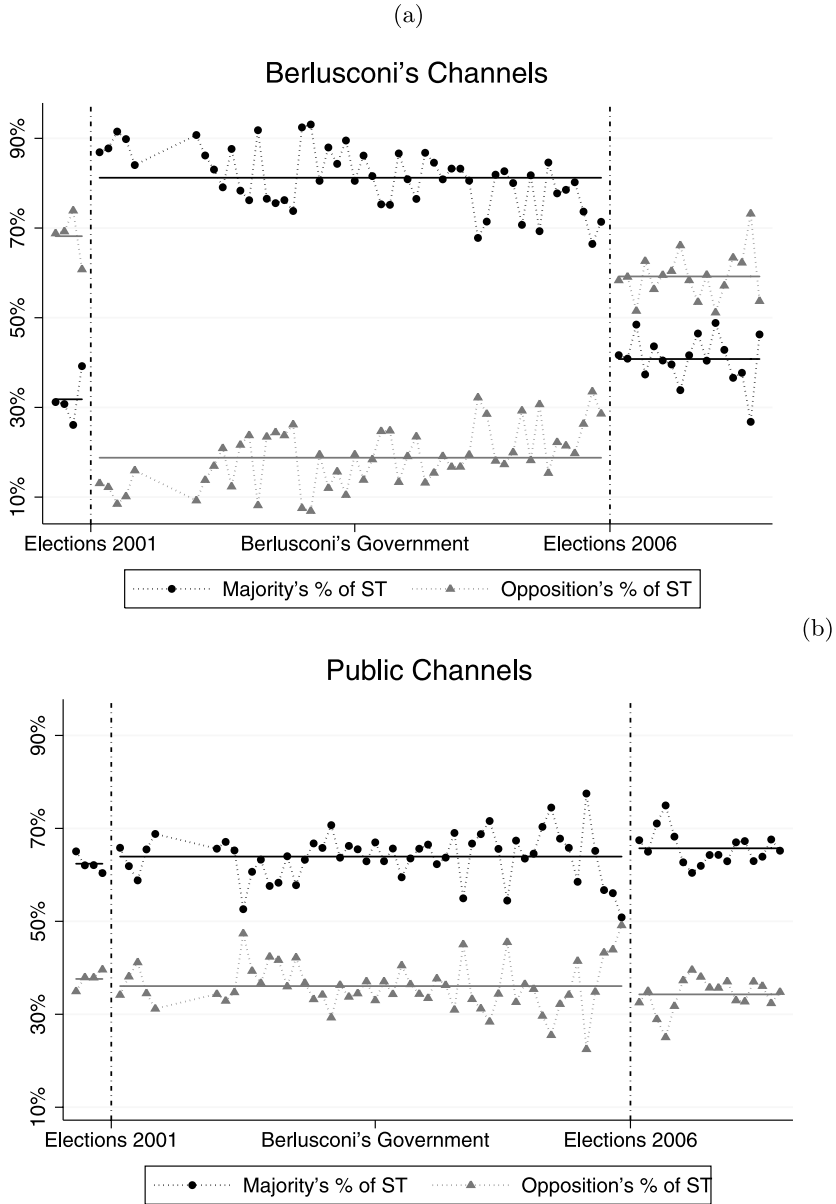 (a)
Berlusconi's Channels
90%
70%
50%
30%
10%
Elections 2001
Berlusconi's Government
Elections 2006
Majority's % of ST
Opposition's % of ST
(b)
Public Channels
90%
70%
50%
30%
10%
Elections 2001
Berlusconi's Government
Elections 2006
Majority's % of ST
Opposition's % of ST